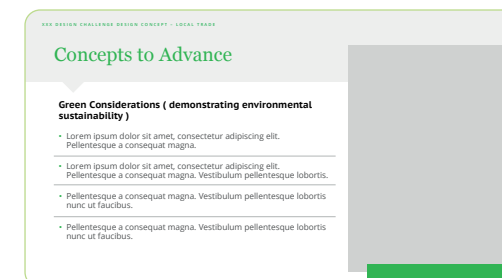 XXX DESIGN CHALLENGE DESIGN CONCEPT – LOCAL TRADE
Concepts to Advance
Green Considerations ( demonstrating environmental
sustainability )
• Lorem ipsum dolor sit amet, consectetur adipiscing elit.
Pellentesque a consequat magna.
• Lorem ipsum dolor sit amet, consectetur adipiscing elit.
Pellentesque a consequat magna. Vestibulum pellentesque lobortis.
• Pellentesque a consequat magna. Vestibulum pellentesque lobortis
nunc ut faucibus.
• Pellentesque a consequat magna. Vestibulum pellentesque lobortis
nunc ut faucibus.